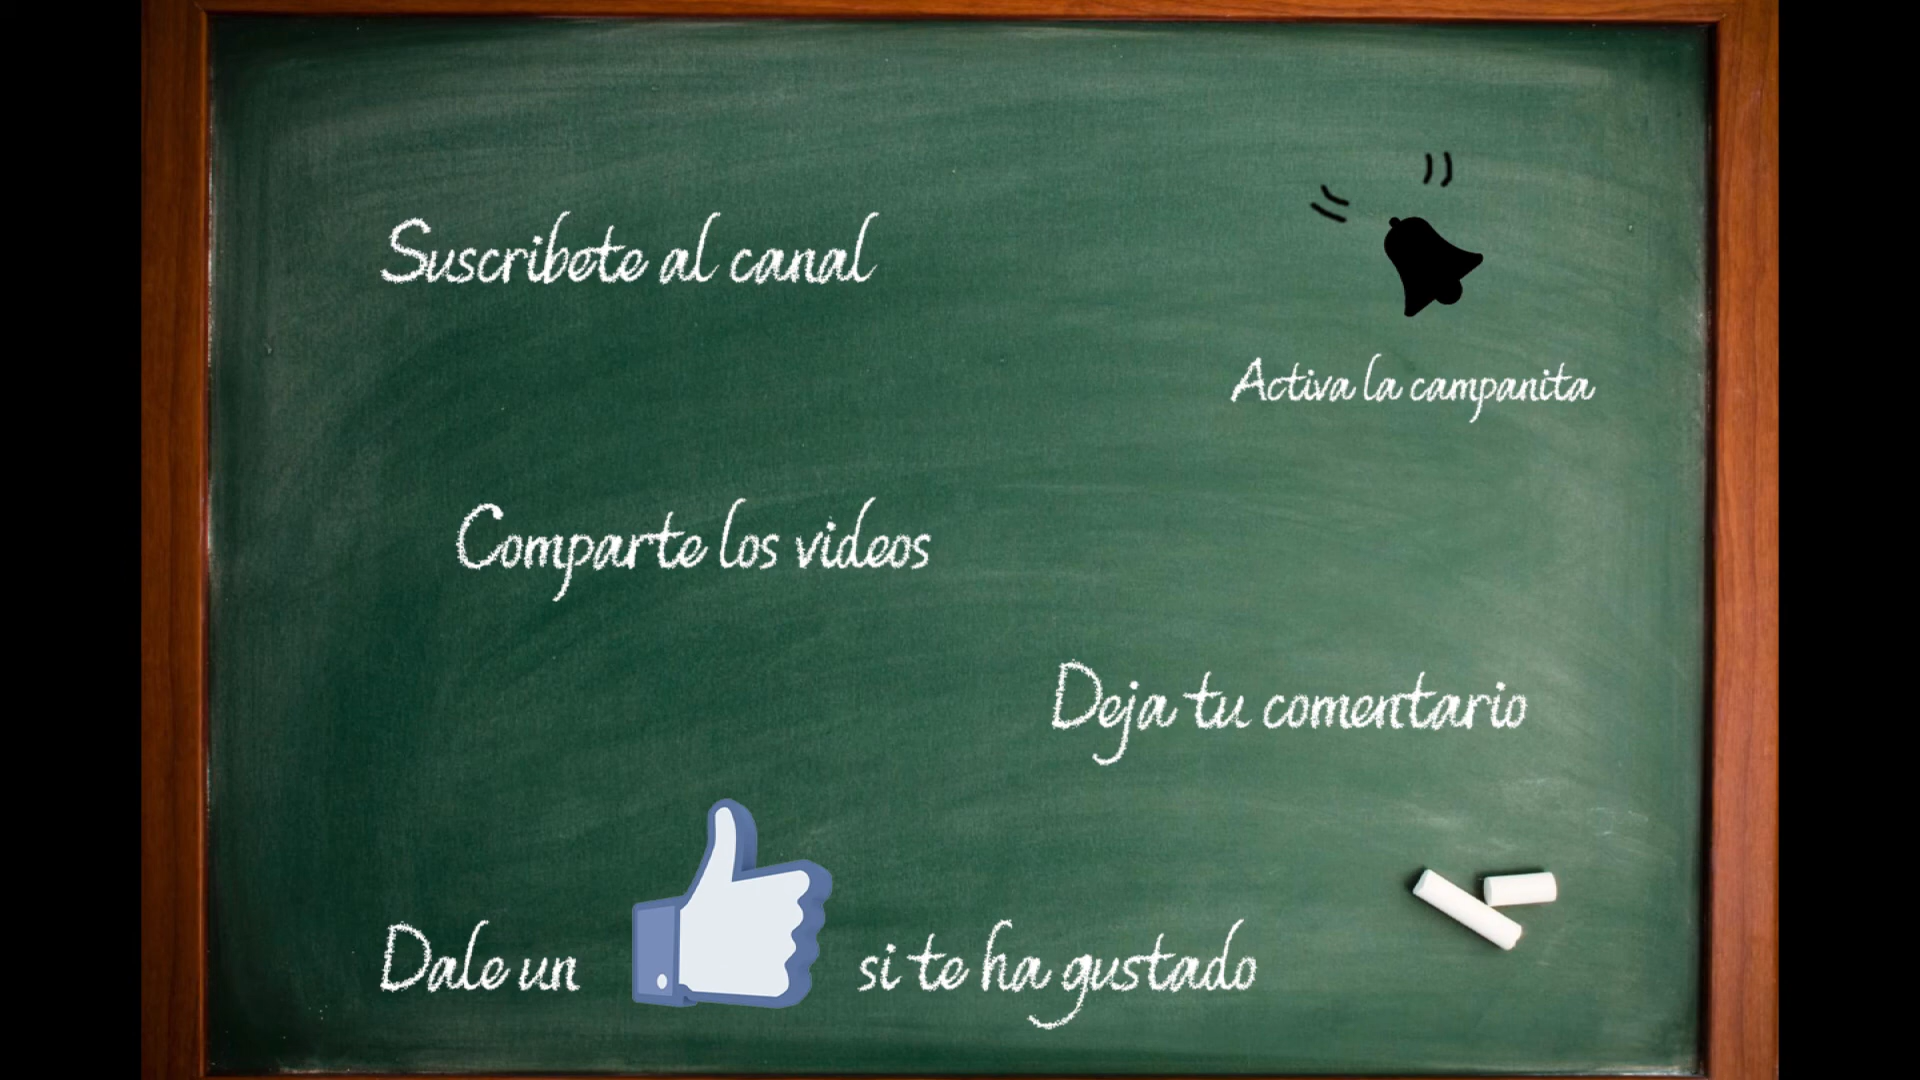 Suscribete al canal
Activa la campanita
Comparte los videos
Deja tu comentario
Dale un si te ha gustado